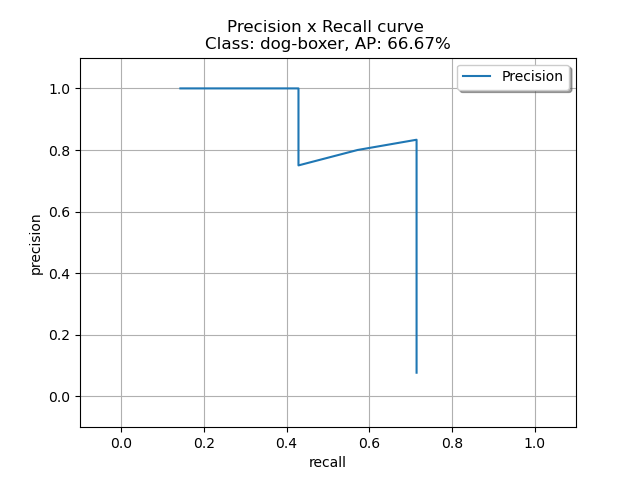 Precision x Recall curve
Class: dog-boxer, AP: 66.67%
Precision
1.0
0.8
0.6
0.4
0.2
0.0
precision
0.0 0.2 0.4 0.6 0.8 1.0
recall